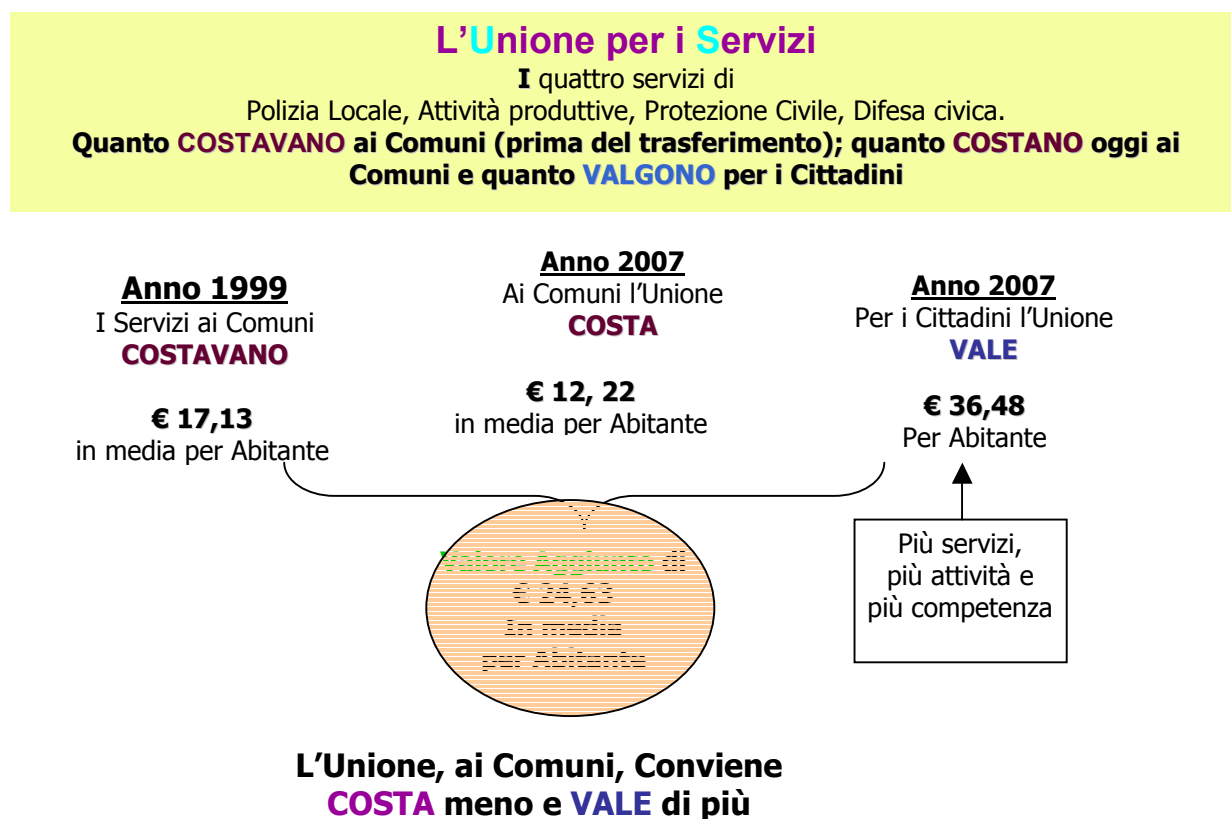 L'Unione per i Servizi
I quattro servizi di
Polizia Locale, Attività produttive, Protezione Civile, Difesa civica.
Quanto COSTAVANO ai Comuni (prima del trasferimento); quanto COSTANO oggi ai
Comuni e quanto VALGONO per i Cittadini
Anno 1999
I Servizi ai Comuni
COSTAVANO
€ 17,13
in media per Abitante
Anno 2007
Ai Comuni l'Unione
COSTA
€ 12, 22
in media per Abitante
Anno 2007
Per i Cittadini l'Unione
VALE
€ 36,48
Per Abitante
Valore Aggiunto di
€ 24,63
In media
per Abitante
Più servizi,
più attività e
più competenza
L'Unione, ai Comuni, Conviene
COSTA meno e VALE di più